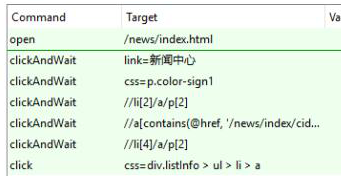 Command Target Va
open /news/index.html
clickAndWait link=新闻中心
clickAndWait css=p.color-sign1
clickAndWait //li[2]/a/p[2]
clickAndWait //a[contains(@href, '/news/index/cid...
clickAndWait //li[4]/a/p[2]
click css=div.listInfo > ul > li > a